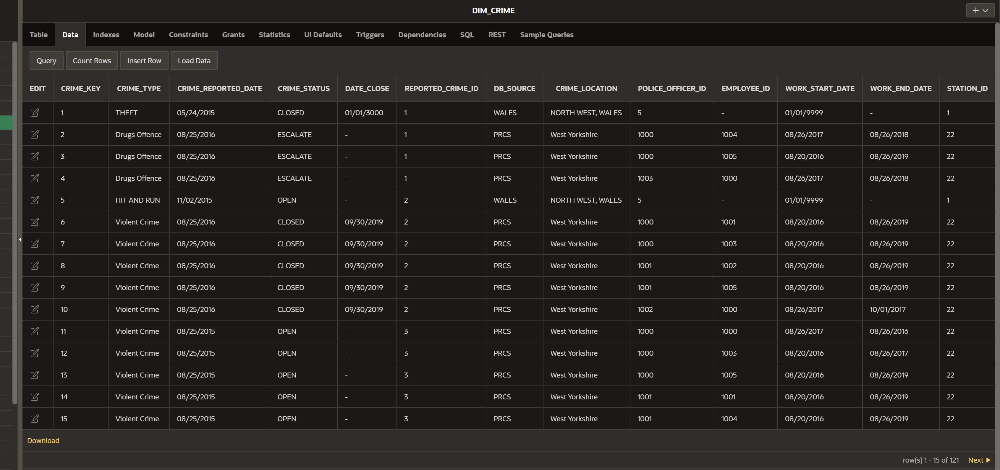 DIM_CRIME
Table Data Indexes Model Constraints Grants Statistics UI Defaults Triggers Dependencies SQL REST Sample Queries
Query Count Rows Insert Row Load Data
EDIT CRIME_KEY CRIME_TYPE CRIME_REPORTED_DATE CRIME_STATUS DATE_CLOSE REPORTED_CRIME_ID DB_SOURCE CRIME_LOCATION POLICE_OFFICER_ID EMPLOYEE_ID WORK_START_DATE WORK_END_DATE STATION_ID
1 THEFT 05/24/2015 CLOSED 01/01/3000 1 WALES NORTH WEST, WALES 5 - 01/01/9999 - 1
2 Drugs Offence 08/25/2016 ESCALATE - 1 PRCS West Yorkshire 1000 1004 08/26/2017 08/26/2018 22
3 Drugs Offence 08/25/2016 ESCALATE - 1 PRCS West Yorkshire 1000 1005 08/20/2016 08/26/2019 22
4 Drugs Offence 08/25/2016 ESCALATE - 1 PRCS West Yorkshire 1003 1000 08/26/2017 08/26/2018 22
5 HIT AND RUN 11/02/2015 OPEN - 2 WALES NORTH WEST, WALES 5 - 01/01/9999 - 1
6 Violent Crime 08/25/2016 CLOSED 09/30/2019 2 PRCS West Yorkshire 1000 1001 08/20/2016 08/26/2019 22
7 Violent Crime 08/25/2016 CLOSED 09/30/2019 2 PRCS West Yorkshire 1000 1003 08/20/2016 08/26/2019 22
8 Violent Crime 08/25/2016 CLOSED 09/30/2019 2 PRCS West Yorkshire 1001 1002 08/20/2016 08/26/2019 22
9 Violent Crime 08/25/2016 CLOSED 09/30/2019 2 PRCS West Yorkshire 1001 1005 08/20/2016 08/26/2019 22
10 Violent Crime 08/25/2016 CLOSED 09/30/2019 2 PRCS West Yorkshire 1002 1000 08/26/2017 10/01/2017 22
11 Violent Crime 08/25/2015 OPEN - 3 PRCS West Yorkshire 1000 1000 08/26/2017 08/26/2016 22
12 Violent Crime 08/25/2015 OPEN - 3 PRCS West Yorkshire 1000 1003 08/20/2016 08/26/2017 22
13 Violent Crime 08/25/2015 OPEN - 3 PRCS West Yorkshire 1000 1005 08/20/2016 08/26/2019 22
14 Violent Crime 08/25/2015 OPEN - 3 PRCS West Yorkshire 1001 1001 08/20/2016 08/26/2019 22
15 Violent Crime 08/25/2015 OPEN - 3 PRCS West Yorkshire 1001 1004 08/20/2016 08/26/2019 22
Download
row(s) 1 - 15 of 121 Next